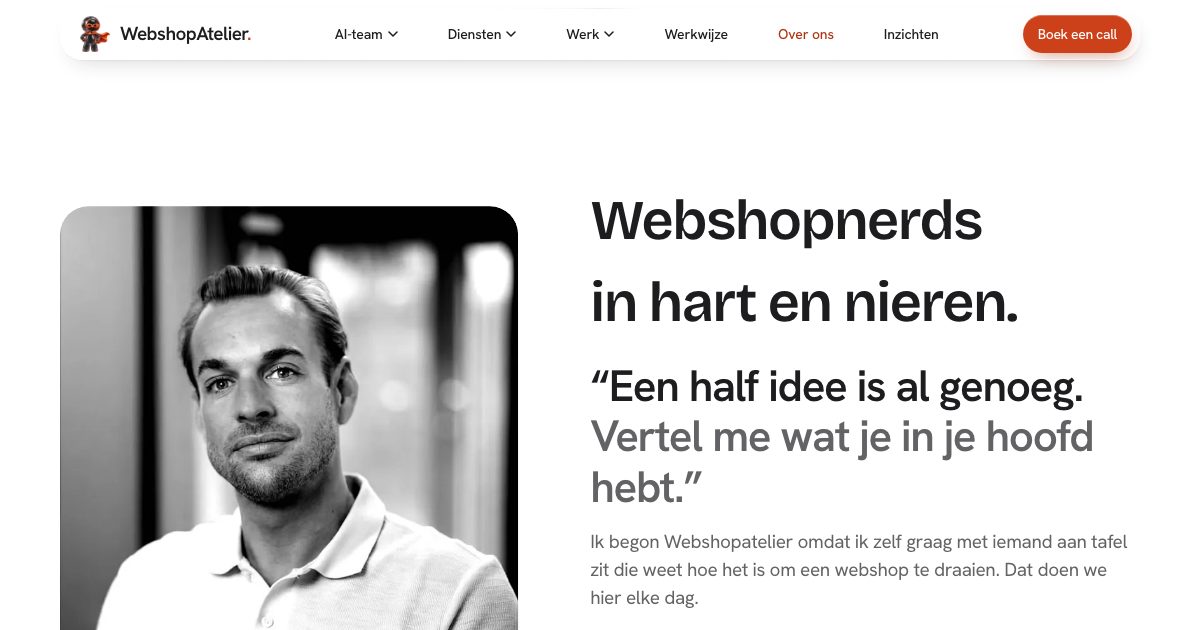 WebshopAtelier.
AI-team
Diensten
Werk
Werkwijze
Over ons
Inzichten
Boek een call
Webshopnerds
in hart en nieren.
“Een half idee is al genoeg.
Vertel me wat je in je hoofd
hebt.”
Ik begon Webshopatelier omdat ik zelf graag met iemand aan tafel
zit die weet hoe het is om een webshop te draaien. Dat doen we
hier elke dag.